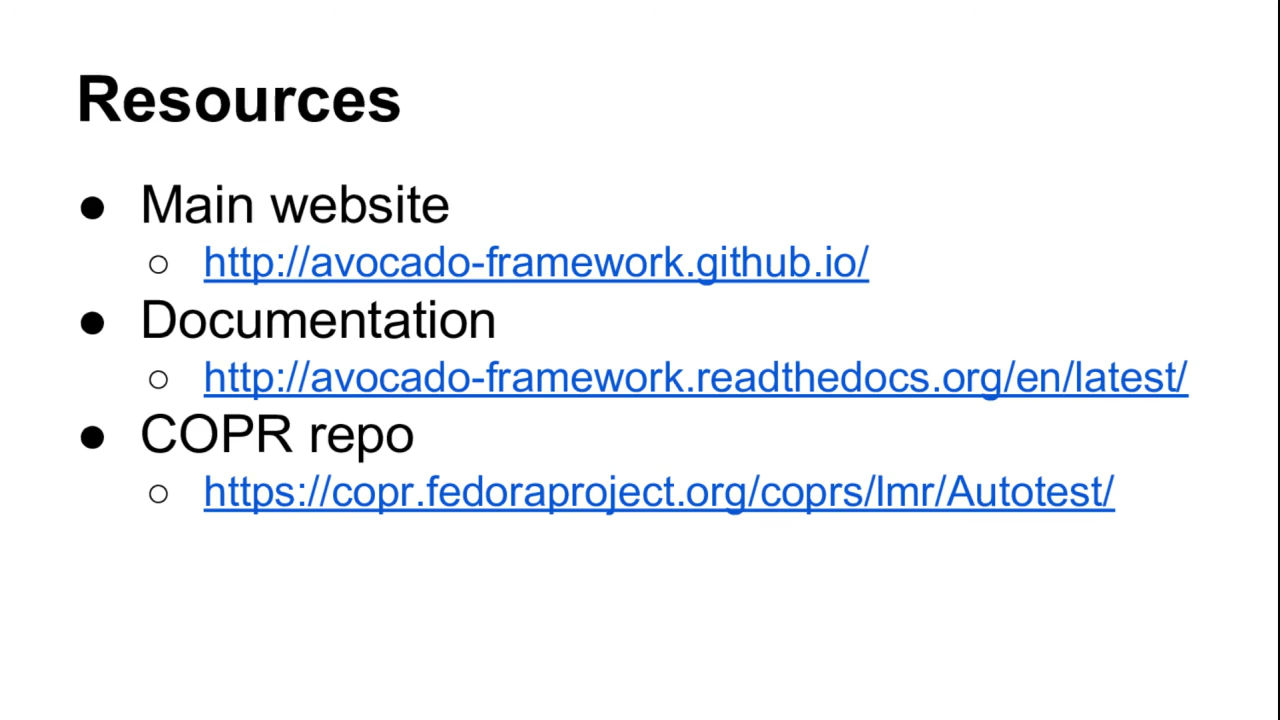 Resources
● Main website
○ http://avocado-framework.github.io/
● Documentation
○ http://avocado-framework.readthedocs.org/en/latest/
● COPR repo
○ https://copr.fedoraproject.org/coprs/lmr/Autotest/